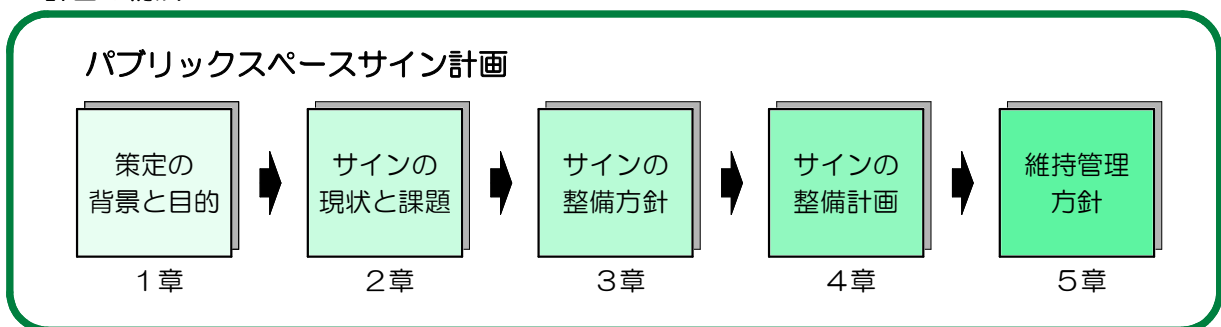 パブリックスペースサイン計画
策定の
背景と目的
サインの
現状と課題
サインの
整備方針
サインの
整備計画
維持管理
方針
1章
2章
3章
4章
5章